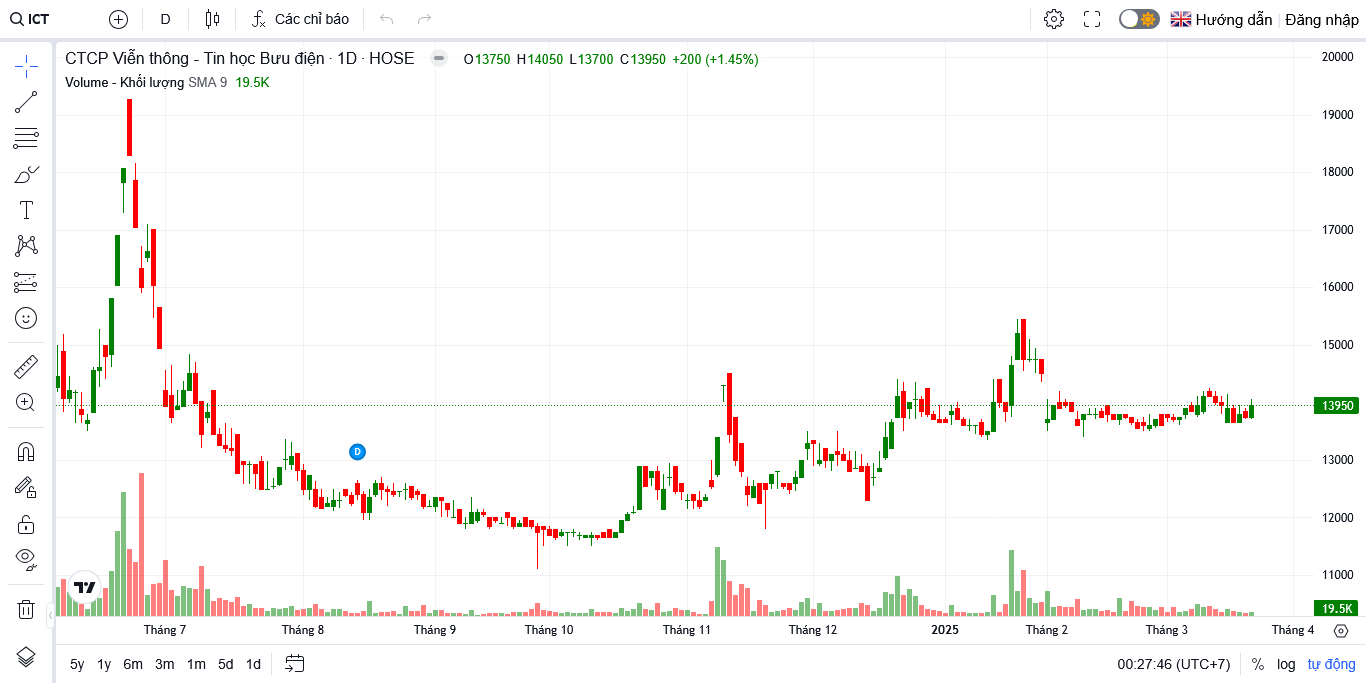 ICT D Các chỉ báo Hướng dẫn Đăng nhập
CTCP Viễn thông - Tin học Bưu điện · 1D · HOSE O13750 H14050 L13700 C13950 +200 (+1.45%)
Volume - Khối lượng SMA 9 19.5K
20000
19000
18000
17000
16000
15000
13950
13000
12000
11000
19.5K
D
Tháng 7 Tháng 8 Tháng 9 Tháng 10 Tháng 11 Tháng 12 2025 Tháng 2 Tháng 3 Tháng 4
5y 1y 6m 3m 1m 5d 1d 00:27:46 (UTC+7) % log tự động